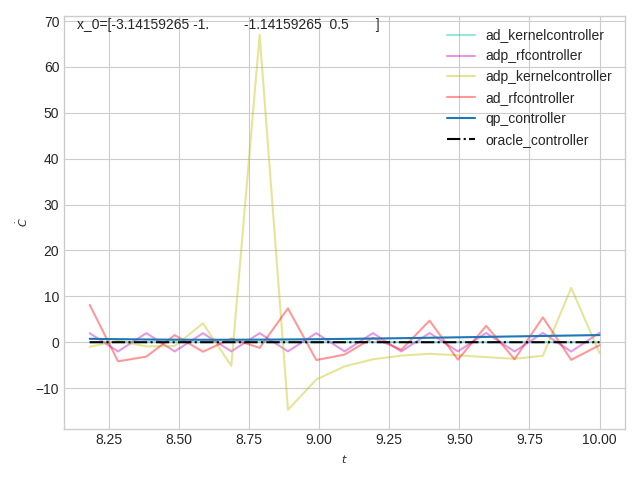 x_0=[-3.14159265 -1. -1.14159265 0.5 ]
ad_kernelcontroller
adp_rfcontroller
adp_kernelcontroller
ad_rfcontroller
qp_controller
oracle_controller
70
60
50
40
30
20
10
0
−10
Ċ
8.25 8.50 8.75 9.00 9.25 9.50 9.75 10.00
t